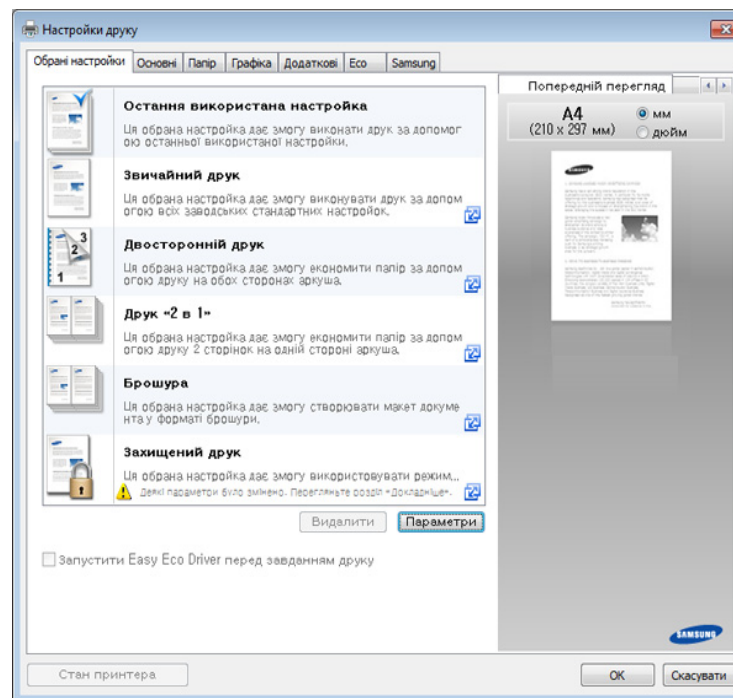 Настройки друку
Обрані настройки Основні Папір Графіка Додаткові Eco Samsung
Попередній перегляд
A4
(210 x 297 мм)
мм
дюйм
SAMSUNG
Остання використана настройка
Ця обрана настройка дає змогу виконати друк за допомог
ою останньої використаної настройки.
Звичайний друк
Ця обрана настройка дає змогу виконувати друк за допом
огою всіх заводських стандартних настройок.
Двосторонній друк
Ця обрана настройка дає змогу економити папір за допом
огою друку на обох сторонах аркуша.
1 2 3
Друк «2 в 1»
Ця обрана настройка дає змогу економити папір за допом
огою друку 2 сторінок на одній стороні аркуша.
Брошура
Ця обрана настройка дає змогу створювати макет докуме
нта у форматі брошури.
Захищений друк
Ця обрана настройка дає змогу використовувати режим...
Деякі параметри було змінено. Перегляньте розділ «Докладніше».
Видалити Параметри
Запустити Easy Eco Driver перед завданням друку
SAMSUNG
Стан принтера
OK Скасувати